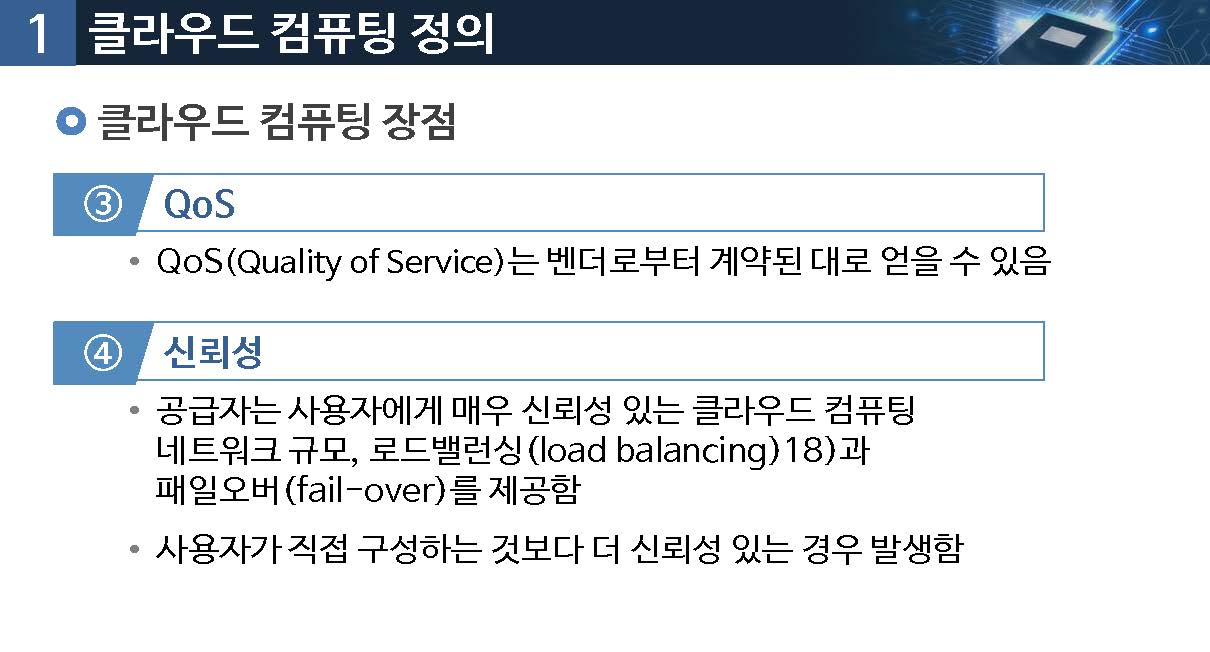 1 클라우드 컴퓨팅 정의
클라우드 컴퓨팅 장점
③ QoS
• QoS(Quality of Service)는 벤더로부터 계약된 대로 얻을 수 있음
④ 신뢰성
• 공급자는 사용자에게 매우 신뢰성 있는 클라우드 컴퓨팅
네트워크 규모, 로드밸런싱(load balancing)18)과
패일오버(fail-over)를 제공함
• 사용자가 직접 구성하는 것보다 더 신뢰성 있는 경우 발생함